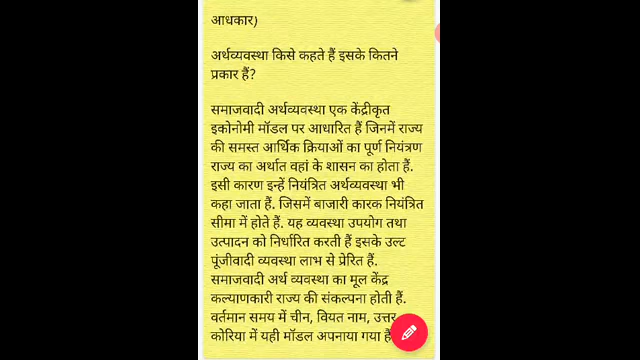 आधकार)
अर्थव्यवस्था किसे कहते हैं इसके कितने
प्रकार हैं?
समाजवादी अर्थव्यवस्था एक केंद्रीकृत
इकोनोमी मॉडल पर आधारित हैं जिनमें राज्य
की समस्त आर्थिक क्रियाओं का पूर्ण नियंत्रण
राज्य का अर्थात वहां के शासन का होता हैं.
इसी कारण इन्हें नियंत्रित अर्थव्यवस्था भी
कहा जाता हैं. जिसमें बाजारी कारक नियंत्रित
सीमा में होते हैं. यह व्यवस्था उपयोग तथा
उत्पादन को निर्धारित करती हैं इसके उल्ट
पूंजीवादी व्यवस्था लाभ से प्रेरित हैं.
समाजवादी अर्थ व्यवस्था का मूल केंद्र
कल्याणकारी राज्य की संकल्पना होती हैं.
वर्तमान समय में चीन, वियत नाम, उत्तर
कोरिया में यही मॉडल अपनाया गया हैं